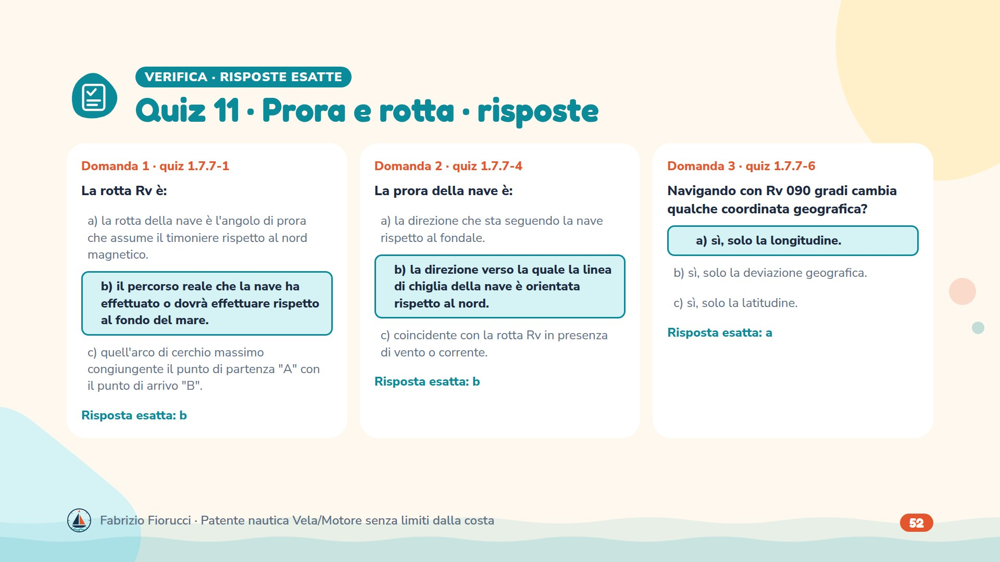 VERIFICA · RISPOSTE ESATTE
Quiz 11 · Prora e rotta · risposte
Domanda 1 · quiz 1.7.7-1
La rotta Rv è:
a) la rotta della nave è l'angolo di prora
che assume il timoniere rispetto al nord
magnetico.
b) il percorso reale che la nave ha
effettuato o dovrà effettuare rispetto
al fondo del mare.
c) quell'arco di cerchio massimo
congiungente il punto di partenza "A" con
il punto di arrivo "B".
Risposta esatta: b
Domanda 2 · quiz 1.7.7-4
La prora della nave è:
a) la direzione che sta seguendo la nave
rispetto al fondale.
b) la direzione verso la quale la linea
di chiglia della nave è orientata
rispetto al nord.
c) coincidente con la rotta Rv in presenza
di vento o corrente.
Risposta esatta: b
Domanda 3 · quiz 1.7.7-6
Navigando con Rv 090 gradi cambia
qualche coordinata geografica?
a) sì, solo la longitudine.
b) sì, solo la deviazione geografica.
c) sì, solo la latitudine.
Risposta esatta: a
Fabrizio Fiorucci · Patente nautica Vela/Motore senza limiti dalla costa
52